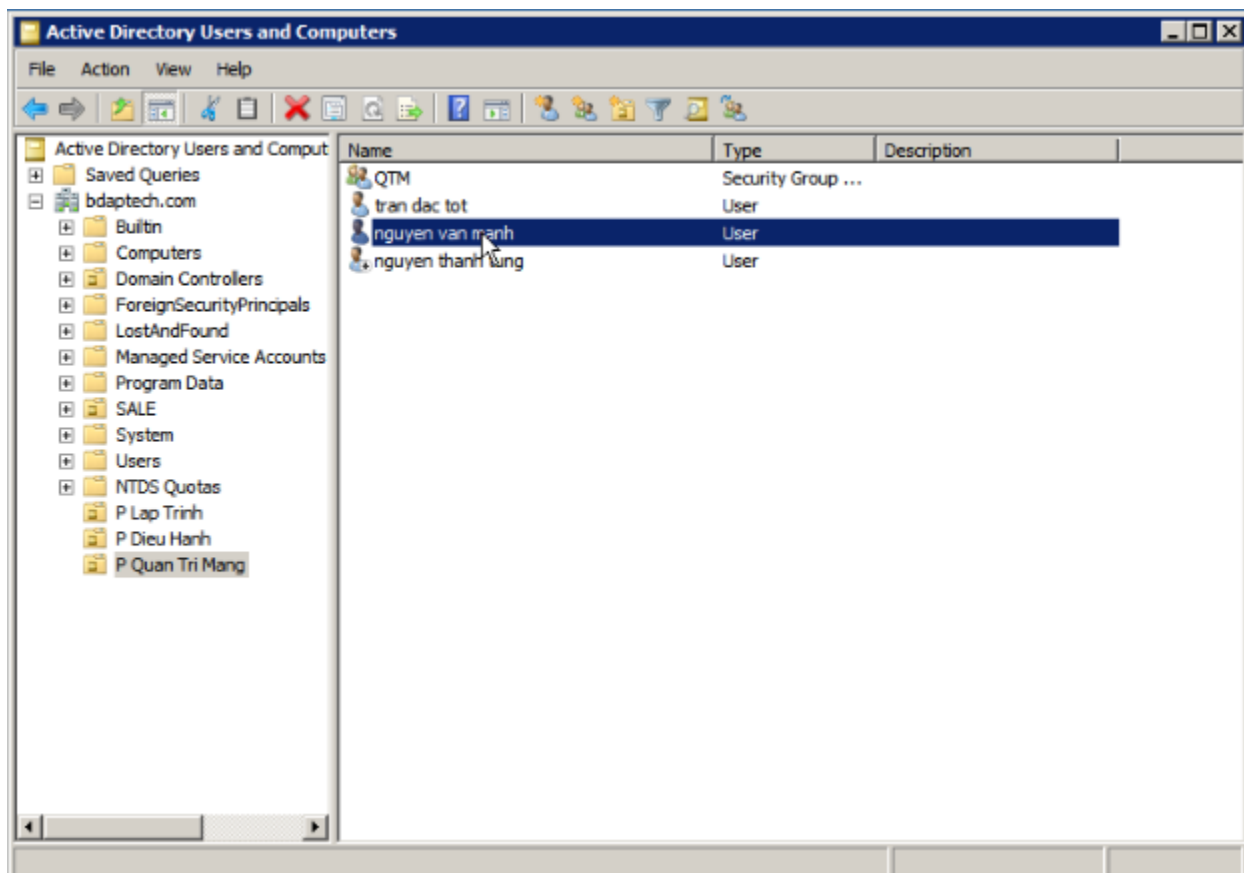 Active Directory Users and Computers
File Action View Help
Active Directory Users and Comput
Saved Queries
bdaptech.com
Builtin
Computers
Domain Controllers
ForeignSecurityPrincipals
LostAndFound
Managed Service Accounts
Program Data
SALE
System
Users
NTDS Quotas
P Lap Trinh
P Dieu Hanh
P Quan Tri Mang
Name Type Description
QTM Security Group ...
tran dac tot User
nguyen van manh User
nguyen thanh tung User